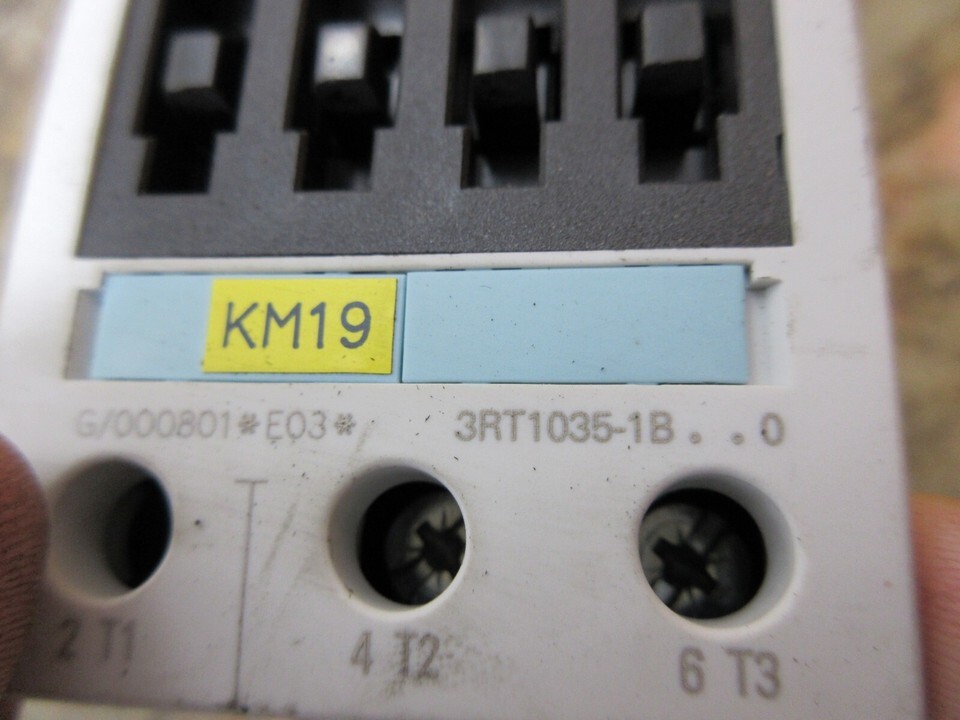 KM19
G/000801*E03* 3RT1035-1B..0
2 T1 4 T2 6 T3